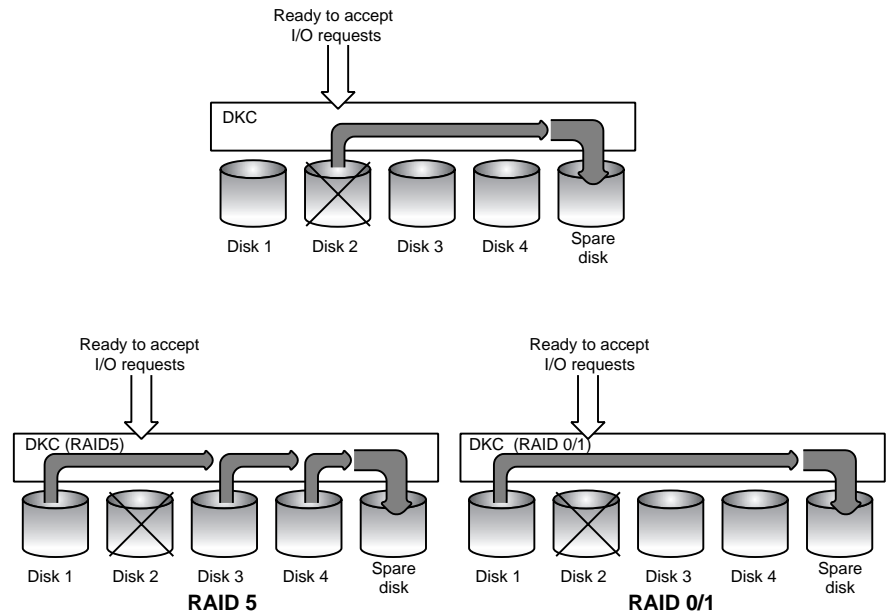 Ready to accept
I/O requests
DKC
Disk 1
Disk 2
Disk 3
Disk 4
Spare
disk
Ready to accept
I/O requests
DKC (RAID5)
Disk 1
Disk 2
Disk 3
Disk 4
Spare
disk
RAID 5
Ready to accept
I/O requests
DKC (RAID 0/1)
Disk 1
Disk 2
Disk 3
Disk 4
Spare
disk
RAID 0/1